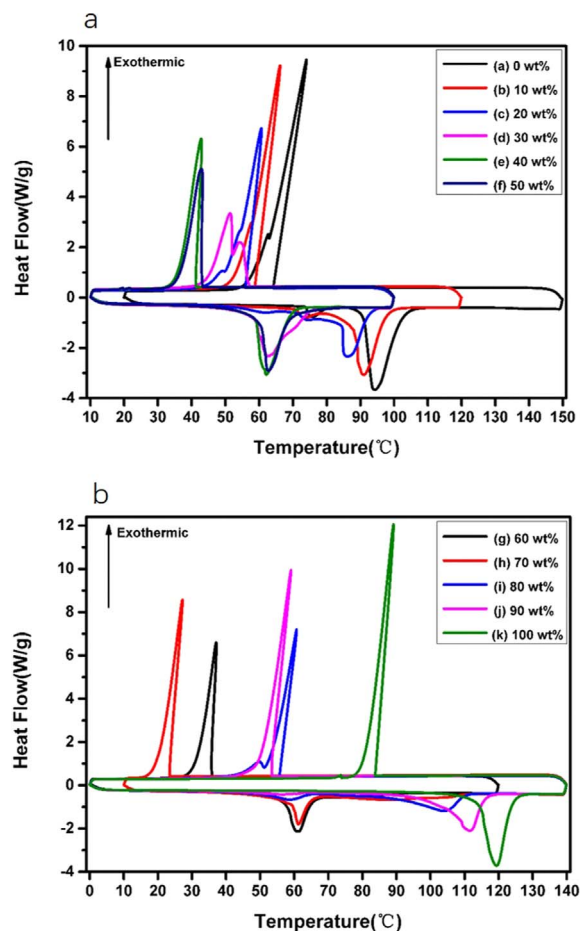 a
10
8
6
4
2
0
-2
-4
Heat Flow(W/g)
Exothermic
(a) 0 wt%
(b) 10 wt%
(c) 20 wt%
(d) 30 wt%
(e) 40 wt%
(f) 50 wt%
10 20 30 40 50 60 70 80 90 100 110 120 130 140 150
Temperature(℃)
b
12
10
8
6
4
2
0
-2
-4
Heat Flow(W/g)
Exothermic
(g) 60 wt%
(h) 70 wt%
(i) 80 wt%
(j) 90 wt%
(k) 100 wt%
0 10 20 30 40 50 60 70 80 90 100 110 120 130 140
Temperature(℃)